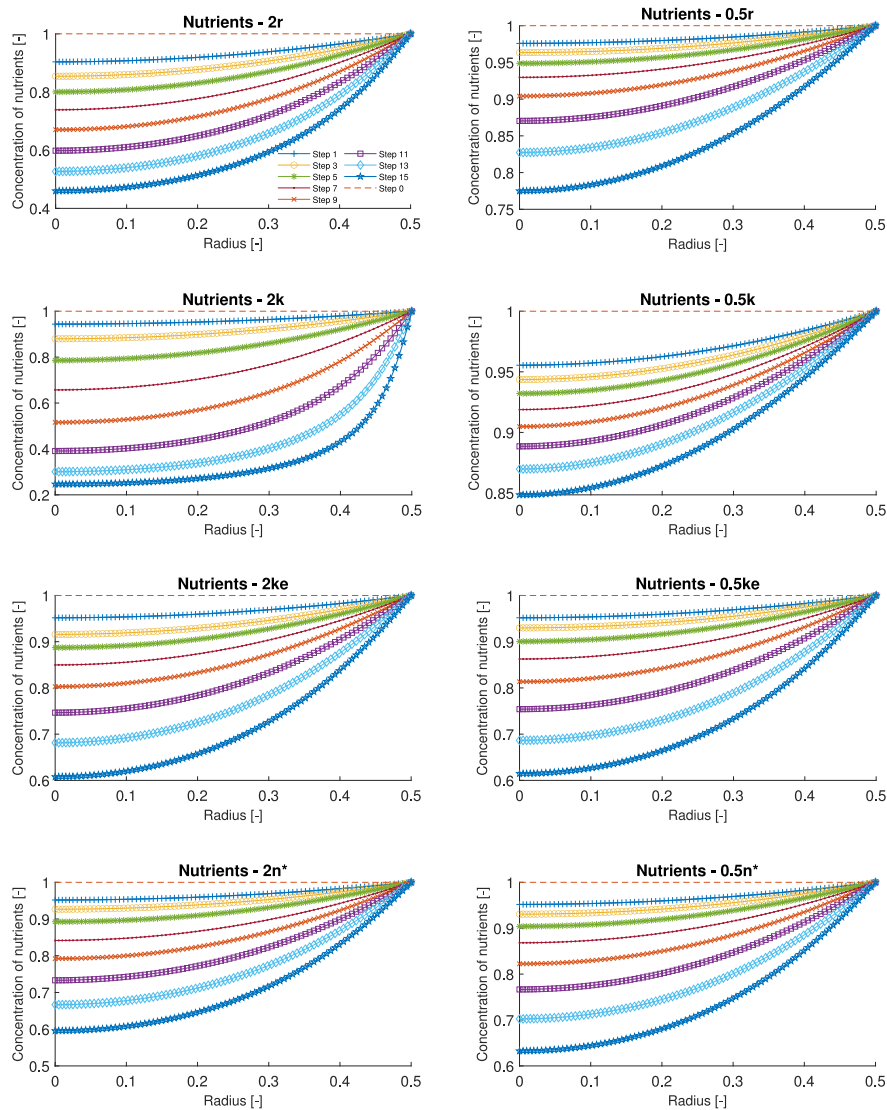 Nutrients - 2r
Concentration of nutrients [-]
1
0.8
0.6
0.4
0 0.1 0.2 0.3 0.4 0.5
Radius [-]
Step 1
Step 3
Step 5
Step 7
Step 9
Step 11
Step 13
Step 15
Step 0
Nutrients - 0.5r
Concentration of nutrients [-]
1
0.95
0.9
0.85
0.8
0.75
0 0.1 0.2 0.3 0.4 0.5
Radius [-]
Nutrients - 2k
Concentration of nutrients [-]
1
0.8
0.6
0.4
0.2
0 0.1 0.2 0.3 0.4 0.5
Radius [-]
Nutrients - 0.5k
Concentration of nutrients [-]
1
0.95
0.9
0.85
0 0.1 0.2 0.3 0.4 0.5
Radius [-]
Nutrients - 2ke
Concentration of nutrients [-]
1
0.9
0.8
0.7
0.6
0 0.1 0.2 0.3 0.4 0.5
Radius [-]
Nutrients - 0.5ke
Concentration of nutrients [-]
1
0.9
0.8
0.7
0.6
0 0.1 0.2 0.3 0.4 0.5
Radius [-]
Nutrients - 2n*
Concentration of nutrients [-]
1
0.9
0.8
0.7
0.6
0.5
0 0.1 0.2 0.3 0.4 0.5
Radius [-]
Nutrients - 0.5n*
Concentration of nutrients [-]
1
0.9
0.8
0.7
0.6
0 0.1 0.2 0.3 0.4 0.5
Radius [-]